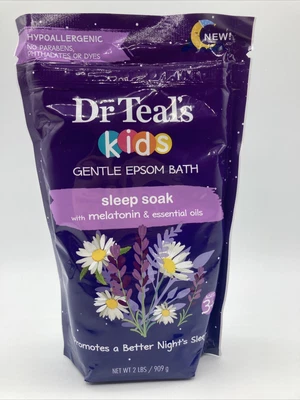 HYPOALLERGENIC
NO PARABENS,
PHTHALATES OR DYES
NEW!
Dr Teal's
kids
GENTLE EPSOM BATH
sleep soak
with melatonin & essential oils
Promotes a Better Night's Sleep
NET WT 2 LBS / 909 g